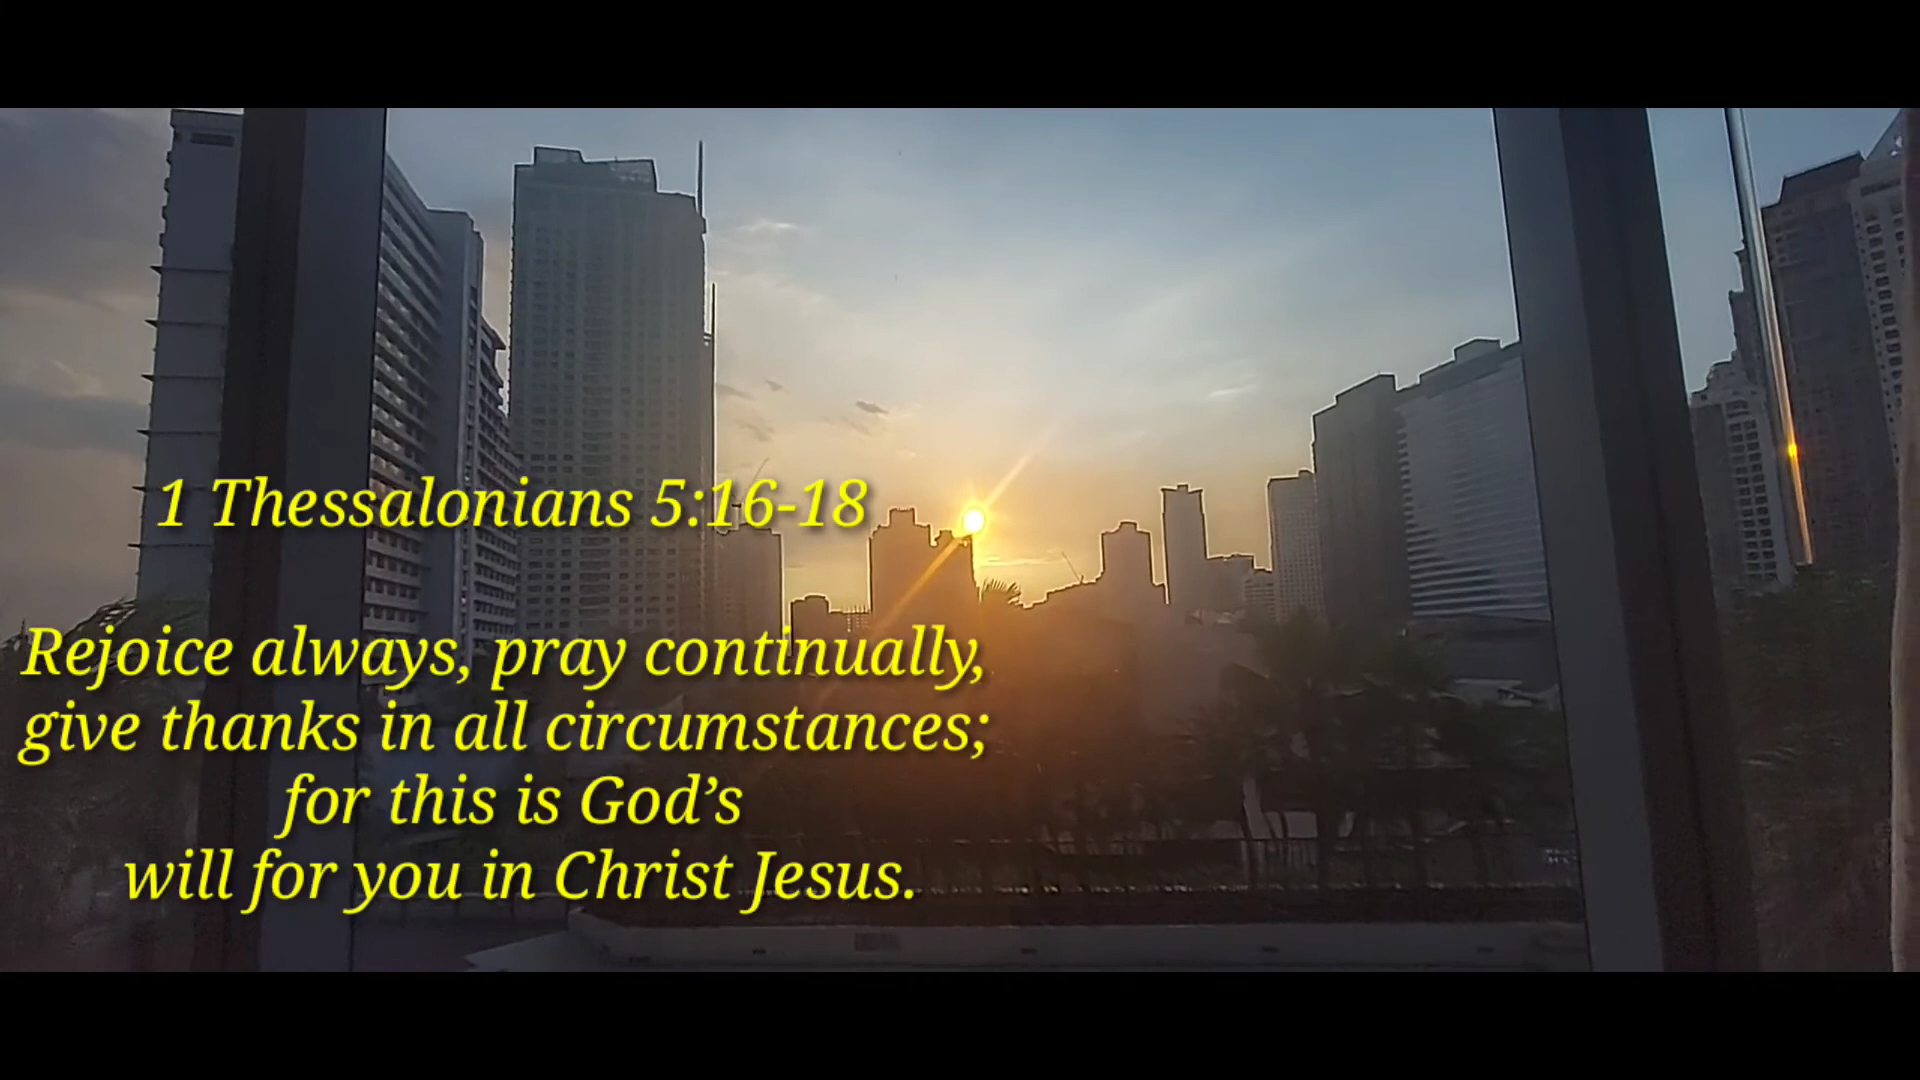 1 Thessalonians 5:16-18
Rejoice always, pray continually,
give thanks in all circumstances;
for this is God’s
will for you in Christ Jesus.